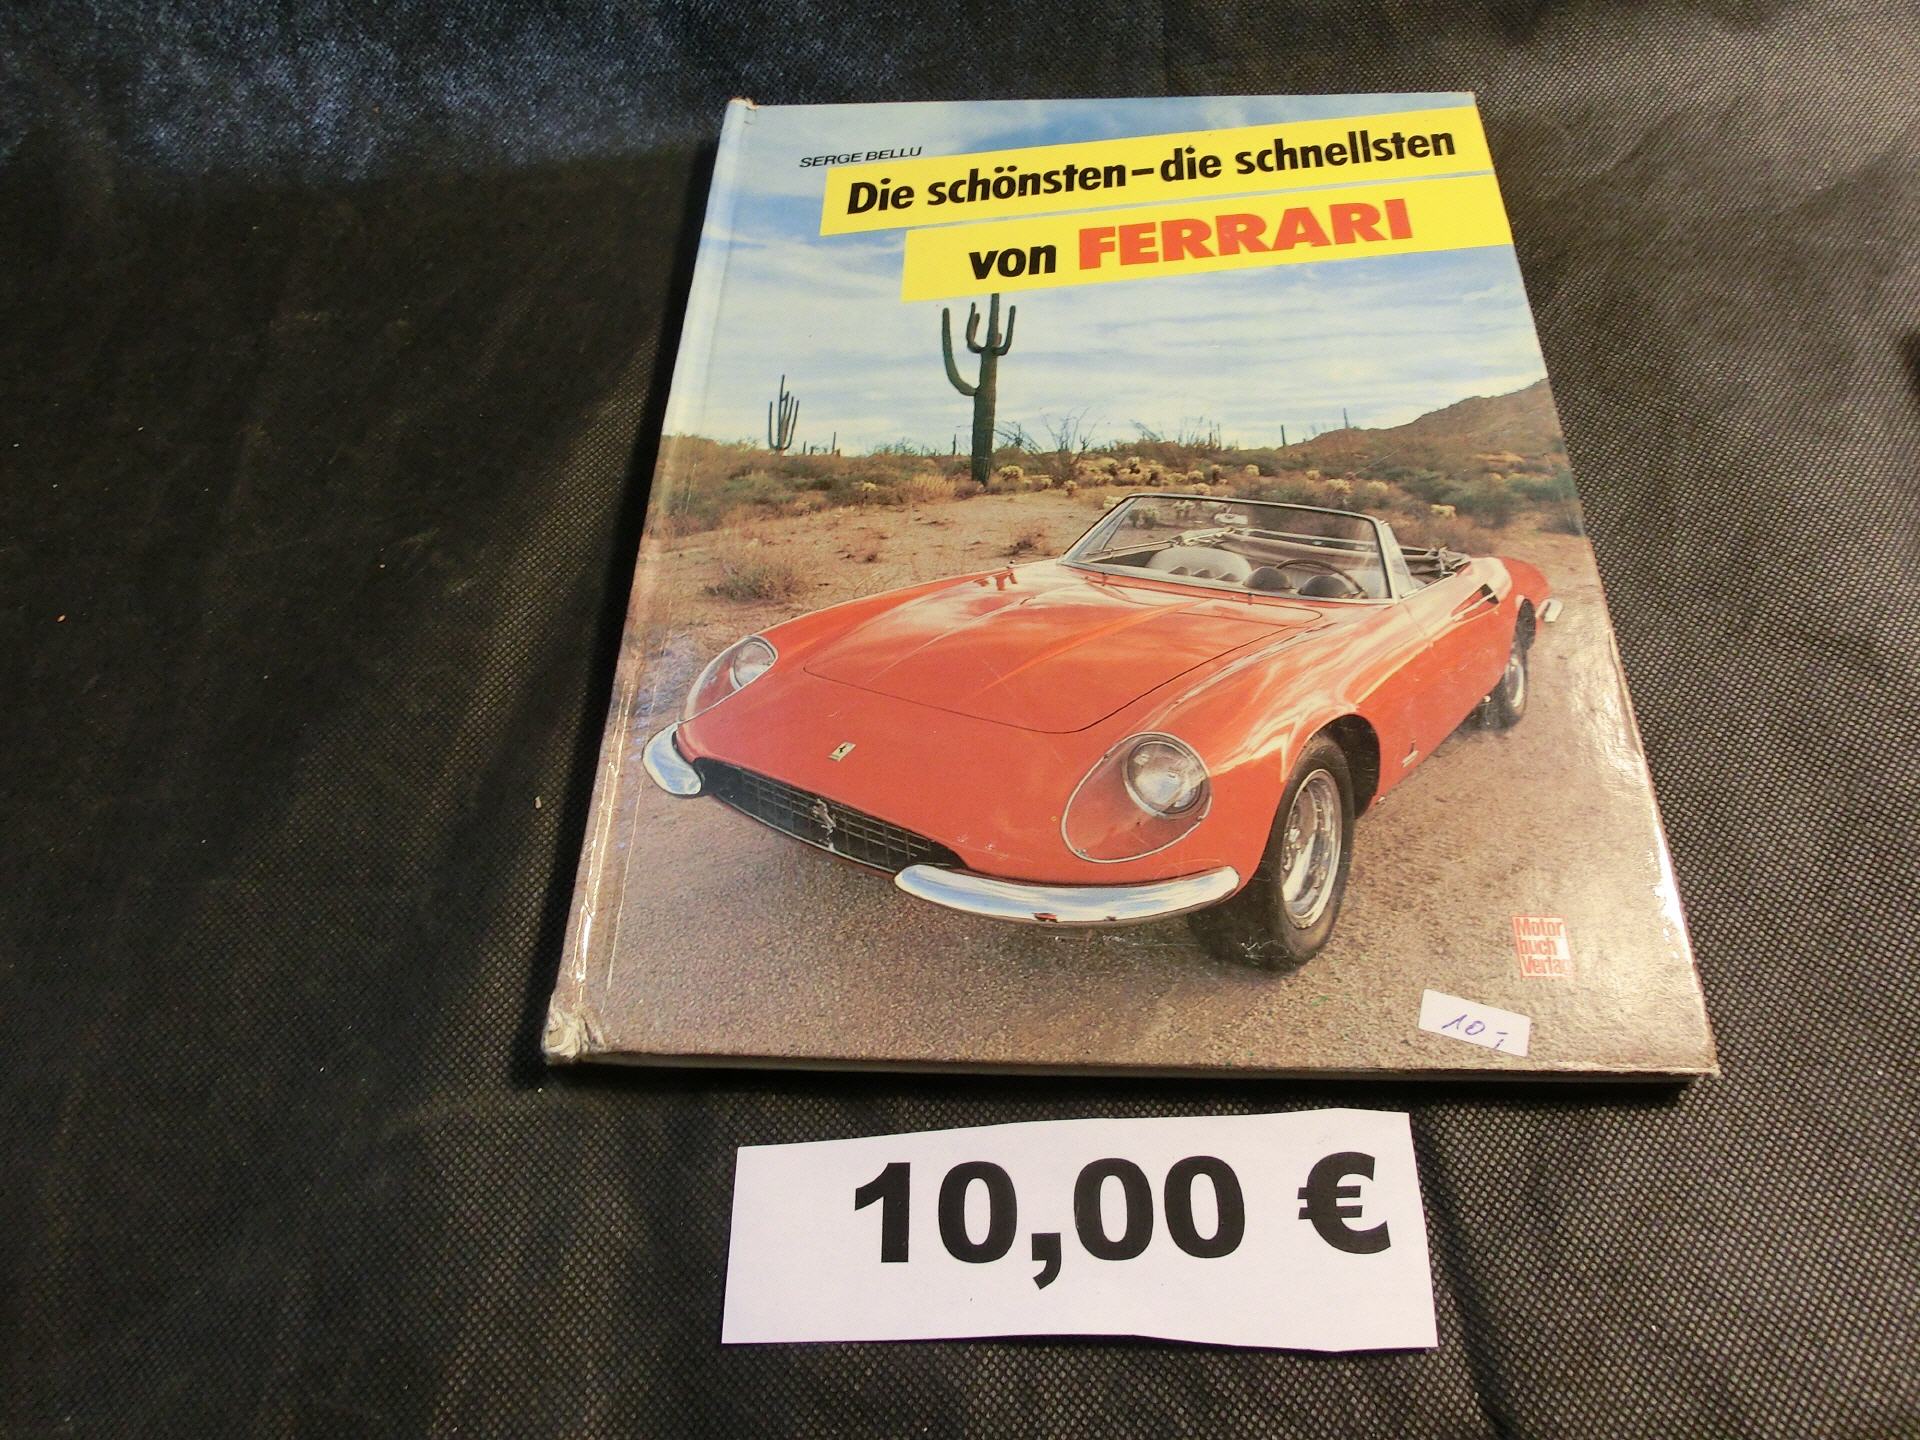 SERGE BELLU
Die schönsten–die schnellsten
von FERRARI
Motor
buch
Verlag
10,-
10,00 €